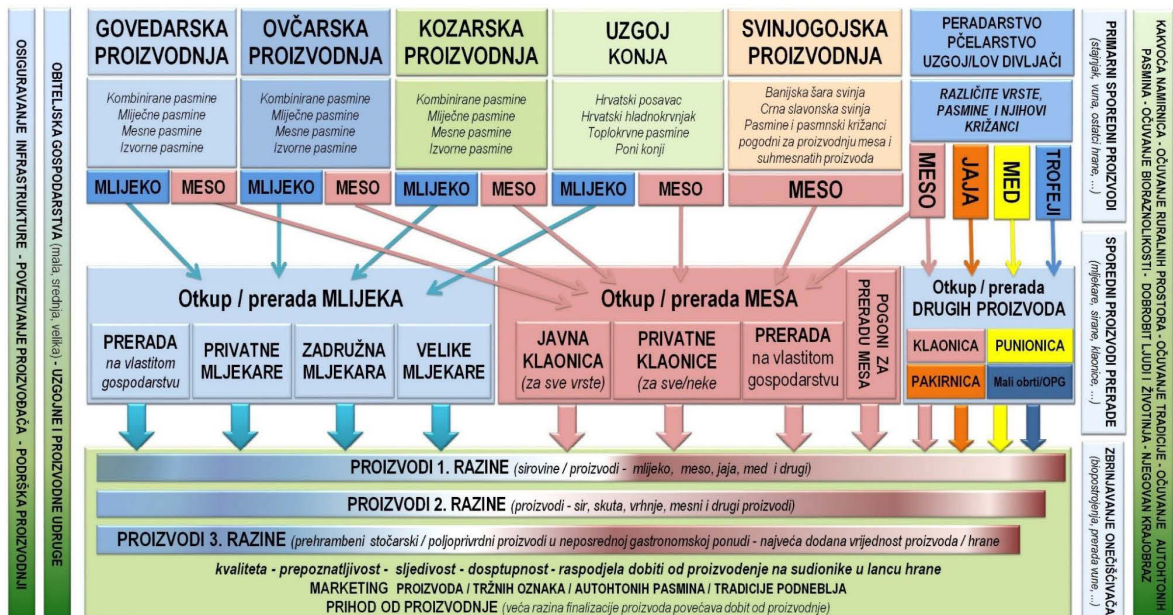 OSIGURAVANJE INFRASTRUKTURE - POVEZIVANJE PROIZVOĐAČA - PODRŠKA PROIZVODNJI
OBITELJSKA GOSPODARSTVA (mala, srednja, velika) - UZGOJNE I PROIZVODNE UDRUGE
GOVEDARSKA
PROIZVODNJA
Kombinirane pasmine
Mliječne pasmine
Mesne pasmine
Izvorne pasmine
MLIJEKO
MESO
OVČARSKA
PROIZVODNJA
Kombinirane pasmine
Mliječne pasmine
Mesne pasmine
Izvorne pasmine
MLIJEKO
MESO
KOZARSKA
PROIZVODNJA
Kombinirane pasmine
Mliječne pasmine
Mesne pasmine
Izvorne pasmine
MLIJEKO
MESO
UZGOJ
KONJA
Hrvatski posavac
Hrvatski hladnokrvnjak
Toplokrvne pasmine
Poni konji
MLIJEKO
MESO
SVINJOGOJSKA
PROIZVODNJA
Banijska šara svinja
Crna slavonska svinja
Pasmine i pasmnski križanci
pogodni za proizvodnju mesa i
suhmesnatih proizvoda
MESO
PERADARSTVO
PČELARSTVO
UZGOJ/LOV DIVLJAČI
RAZLIČITE VRSTE,
PASMINE I NJIHOVI
KRIŽANCI
MESO
JAJA
MED
TROFEJI
Otkup / prerada MLIJEKA
PRERADA
na vlastitom
gospodarstvu
PRIVATNE
MLJEKARE
ZADRUŽNA
MLJEKARA
VELIKE
MLJEKARE
Otkup / prerada MESA
JAVNA
KLAONICA
(za sve vrste)
PRIVATNE
KLAONICE
(za sve/neke)
PRERADA
na vlastitom
gospodarstvu
POGONI ZA
PRERADU MESA
Otkup / prerada
DRUGIH PROIZVODA
KLAONICA
PUNIONICA
PAKIRNICA
Mali obrti/OPG
PROIZVODI 1. RAZINE (sirovine / proizvodi - mlijeko, meso, jaja, med i drugi)
PROIZVODI 2. RAZINE (proizvodi - sir, skuta, vrhnje, mesni i drugi proizvodi)
PROIZVODI 3. RAZINE (prehrambeni stočarski / poljoprivrdni proizvodi u neposrednoj gastronomskoj ponudi - najveća dodana vrijednost proizvoda / hrane
kvaliteta - prepoznatljivost - sljedivost - dosptupnost - raspodjela dobiti od proizvodenje na sudionike u lancu hrane
MARKETING PROIZVODA / TRŽNIH OZNAKA / AUTOHTONIH PASMINA / TRADICIJE PODNEBLJA
PRIHOD OD PROIZVODNJE (veća razina finalizacije proizvoda povećava dobit od proizvodnje)
PRIMARNI SPOREDNI PROIZVODI
(stajnjak, vuna, ostatci hrane, ...)
SPOREDNI PROIZVODI PRERADE
(mljekare, sirane, klaonice, ...)
ZBRINJAVANJE ONEČIŠĆIVAČA
(biopostrojenja, prerada vune, ...)
KAKVOĆA NAMIRNICA - OČUVANJE RURALNIH PROSTORA - OČUVANJE TRADICIJE - OČUVANJE AUTOHTONIH
PASMINA - OČUVANJE BIORAZNOLIKOSTI - DOBROBIT LJUDI I ŽIVOTINJA - NJEGOVAN KRAJOBRAZ